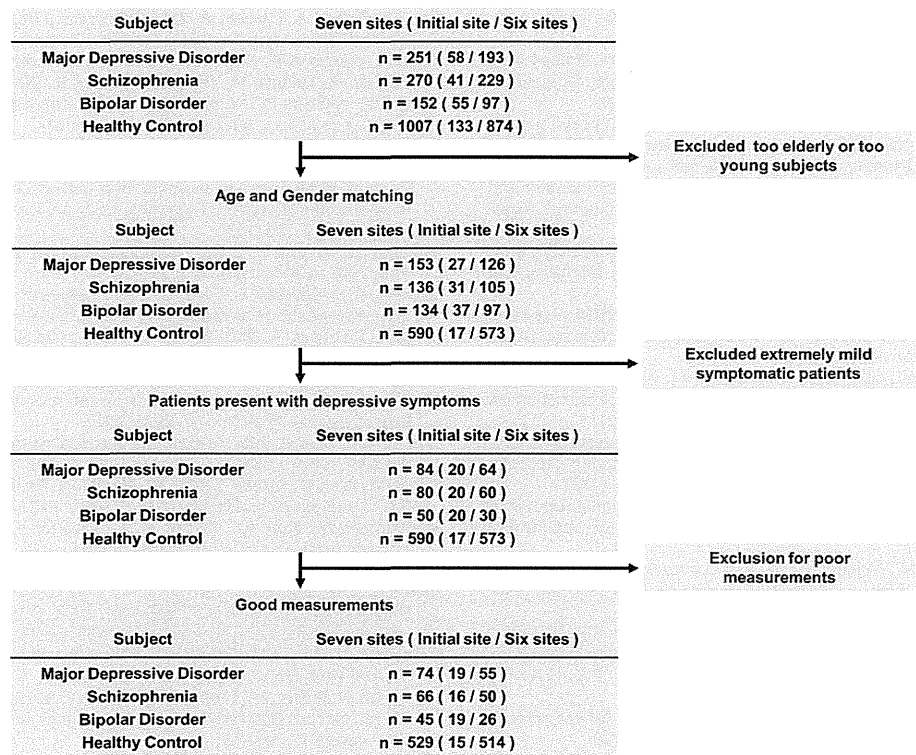 Subject Seven sites ( Initial site / Six sites )
Major Depressive Disorder n = 251 ( 58 / 193 )
Schizophrenia n = 270 ( 41 / 229 )
Bipolar Disorder n = 152 ( 55 / 97 )
Healthy Control n = 1007 ( 133 / 874 )
Excluded too elderly or too
young subjects
Age and Gender matching
Subject Seven sites ( Initial site / Six sites )
Major Depressive Disorder n = 153 ( 27 / 126 )
Schizophrenia n = 136 ( 31 / 105 )
Bipolar Disorder n = 134 ( 37 / 97 )
Healthy Control n = 590 ( 17 / 573 )
Excluded extremely mild
symptomatic patients
Patients present with depressive symptoms
Subject Seven sites ( Initial site / Six sites )
Major Depressive Disorder n = 84 ( 20 / 64 )
Schizophrenia n = 80 ( 20 / 60 )
Bipolar Disorder n = 50 ( 20 / 30 )
Healthy Control n = 590 ( 17 / 573 )
Exclusion for poor
measurements
Good measurements
Subject Seven sites ( Initial site / Six sites )
Major Depressive Disorder n = 74 ( 19 / 55 )
Schizophrenia n = 66 ( 16 / 50 )
Bipolar Disorder n = 45 ( 19 / 26 )
Healthy Control n = 529 ( 15 / 514 )